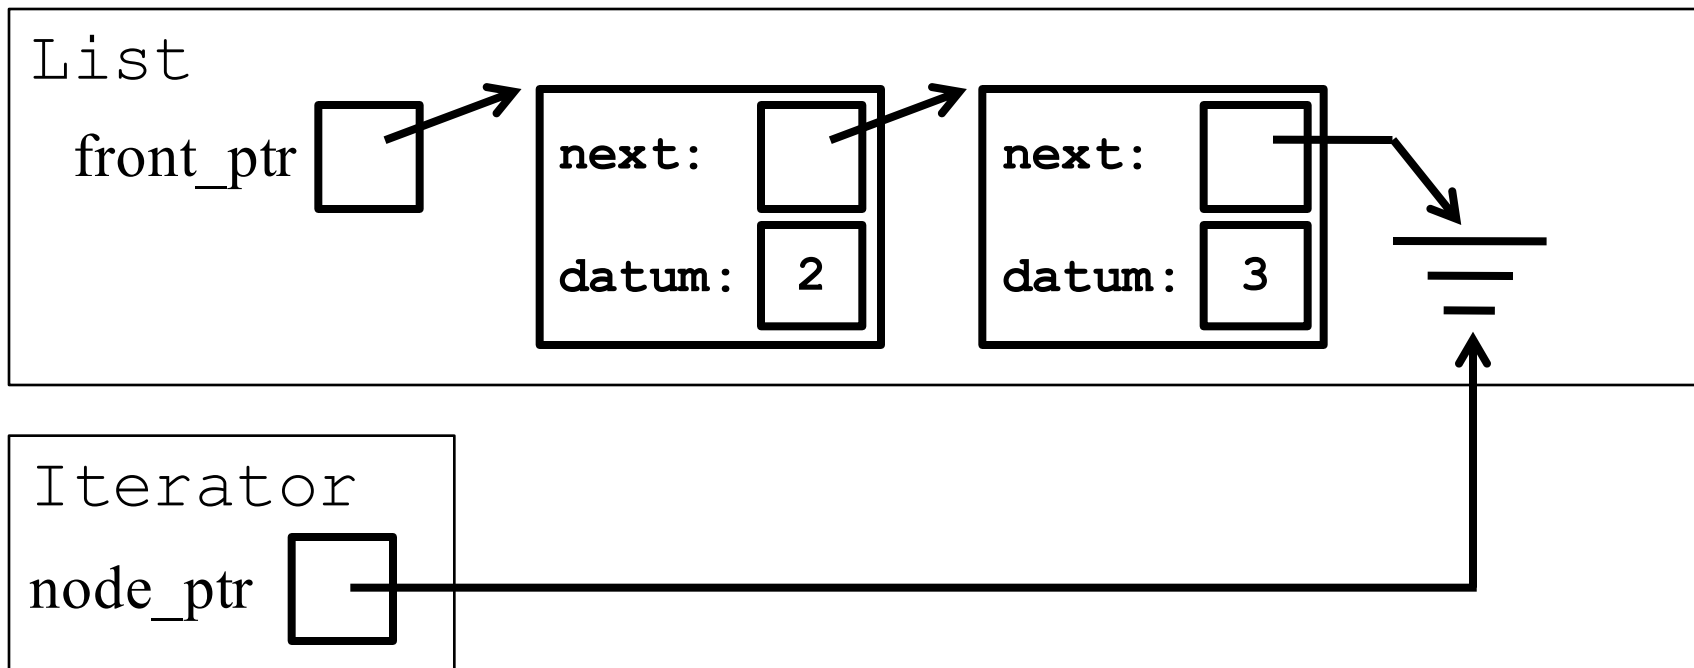 List
front_ptr
next: next:
datum: 2 datum: 3
Iterator
node_ptr